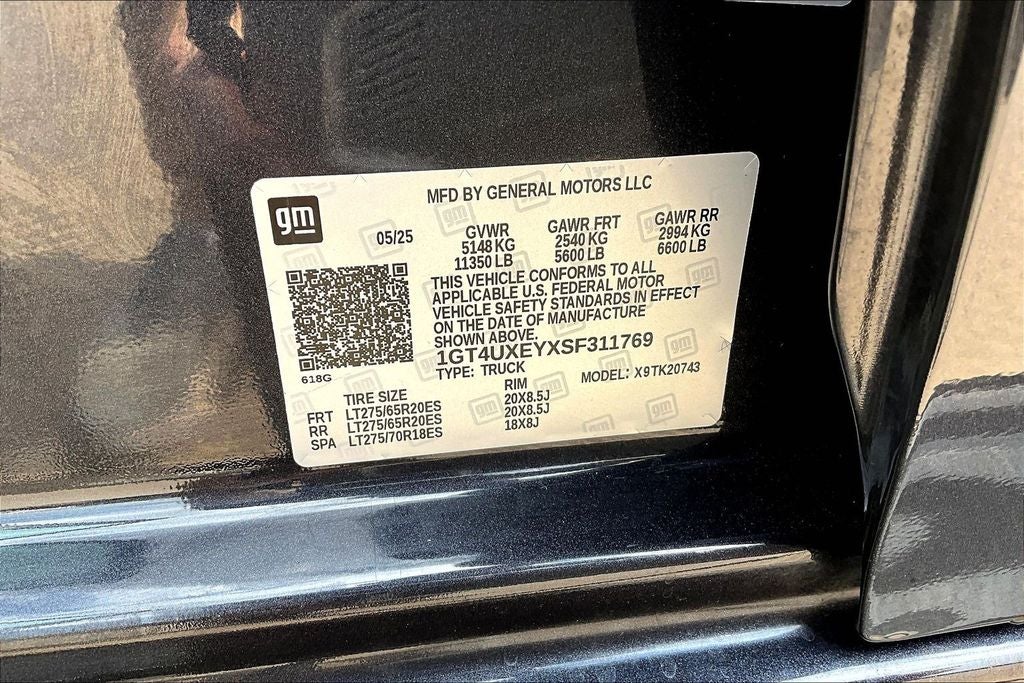 MFD BY GENERAL MOTORS LLC
gm
05/25
GVWR GAWR FRT GAWR RR
5148 KG 2540 KG 2994 KG
11350 LB 5600 LB 6600 LB
THIS VEHICLE CONFORMS TO ALL
APPLICABLE U.S. FEDERAL MOTOR
VEHICLE SAFETY STANDARDS IN EFFECT
ON THE DATE OF MANUFACTURE
SHOWN ABOVE.
1GT4UXEYXSF311769
618G
TYPE: TRUCK MODEL: X9TK20743
TIRE SIZE RIM
FRT LT275/65R20ES 20X8.5J
RR LT275/65R20ES 20X8.5J
SPA LT275/70R18ES 18X8J